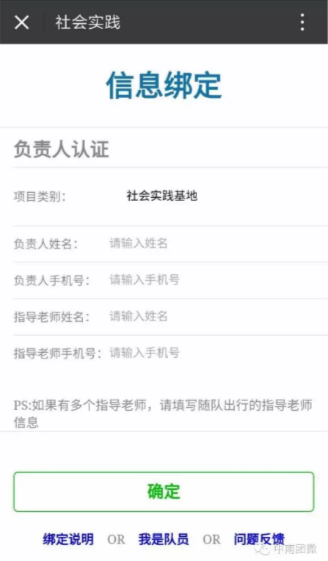 社会实践
信息绑定
负责人认证
项目类别： 社会实践基地
负责人姓名： 请输入姓名
负责人手机号： 请输入手机号
指导老师姓名： 请输入姓名
指导老师手机号： 请输入手机号
PS:如果有多个指导老师，请填写随队出行的指导老师
信息
确定
绑定说明 OR 我是队员 OR 问题反馈
中南团微